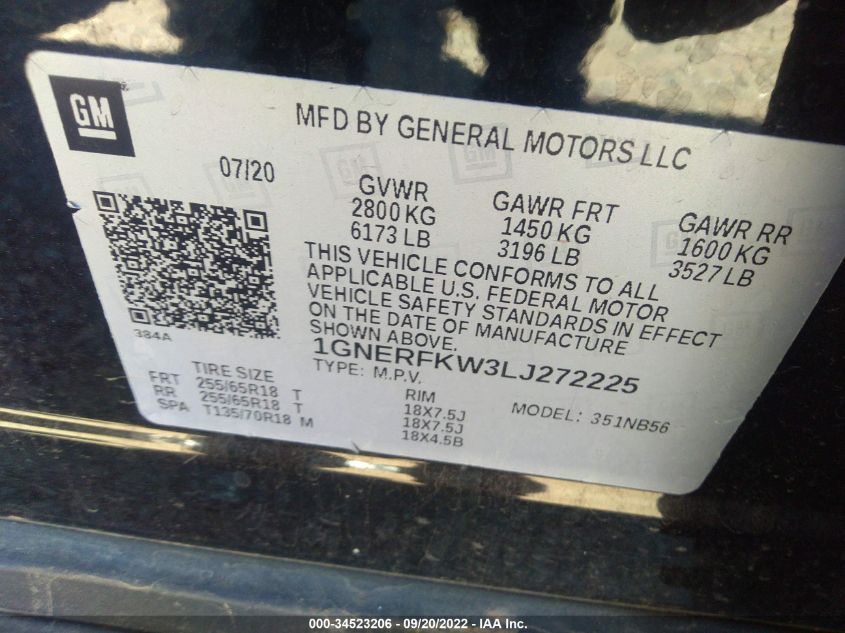 GM
MFD BY GENERAL MOTORS LLC
07/20
GVWR
2800 KG
6173 LB
GAWR FRT
1450 KG
3196 LB
GAWR RR
1600 KG
3527 LB
THIS VEHICLE CONFORMS TO ALL
APPLICABLE U.S. FEDERAL MOTOR
VEHICLE SAFETY STANDARDS IN EFFECT
ON THE DATE OF MANUFACTURE
SHOWN ABOVE.
384A
1GNERFKW3LJ272225
TYPE: M.P.V.
MODEL: 351NB56
TIRE SIZE
RIM
FRT 255/65R18 T 18X7.5J
RR 255/65R18 T 18X7.5J
SPA T135/70R18 M 18X4.5B
000-34523206 - 09/20/2022 - IAA Inc.